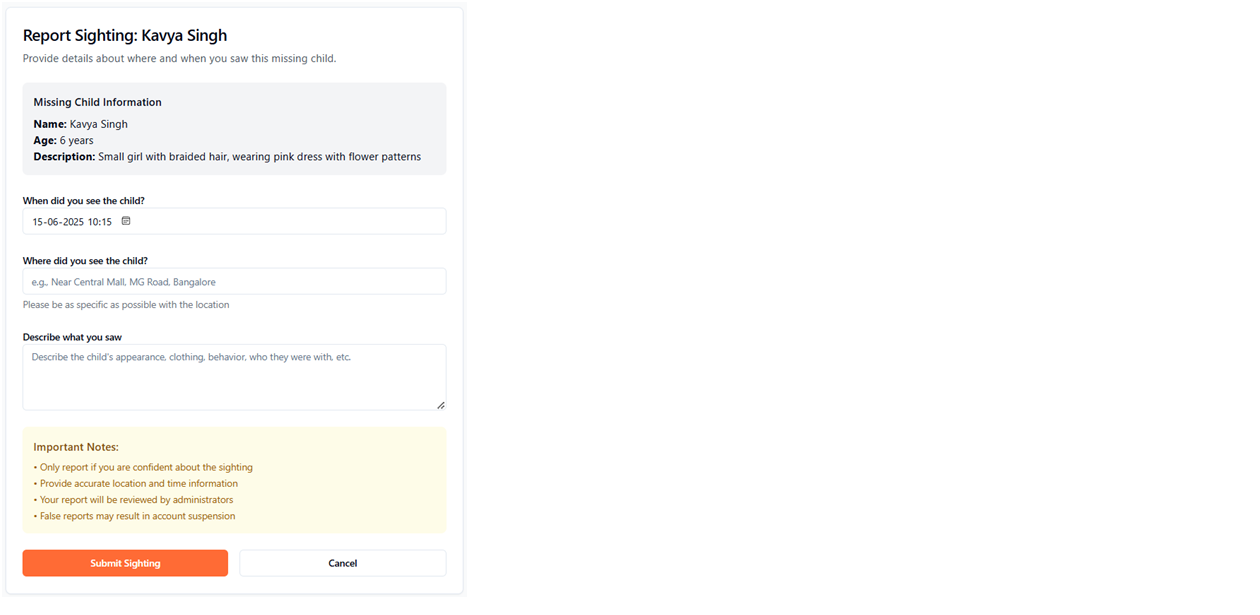 Report Sighting: Kavya Singh
Provide details about where and when you saw this missing child.
Missing Child Information
Name: Kavya Singh
Age: 6 years
Description: Small girl with braided hair, wearing pink dress with flower patterns
When did you see the child?
15-06-2025 10:15
Where did you see the child?
e.g., Near Central Mall, MG Road, Bangalore
Please be as specific as possible with the location
Describe what you saw
Describe the child's appearance, clothing, behavior, who they were with, etc.
Important Notes:
• Only report if you are confident about the sighting
• Provide accurate location and time information
• Your report will be reviewed by administrators
• False reports may result in account suspension
Submit Sighting Cancel